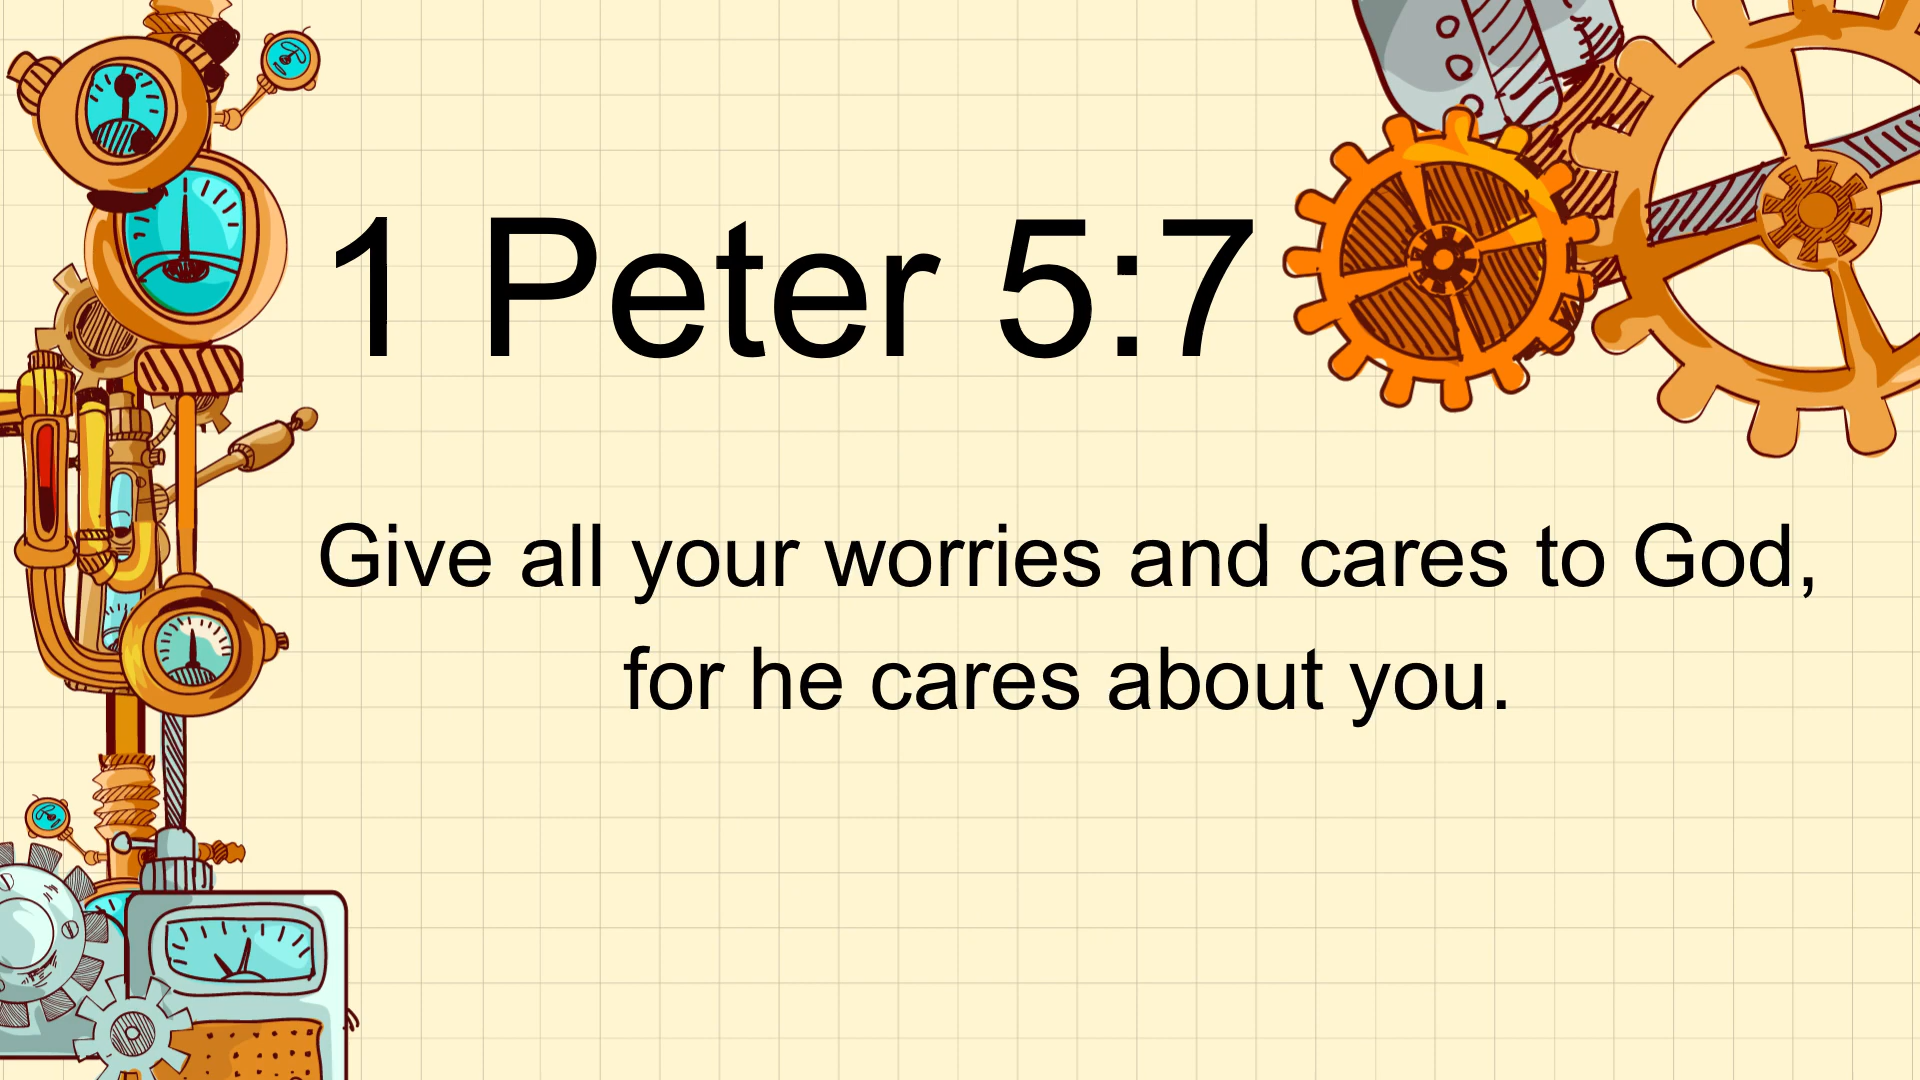 1 Peter 5:7
Give all your worries and cares to God,
for he cares about you.